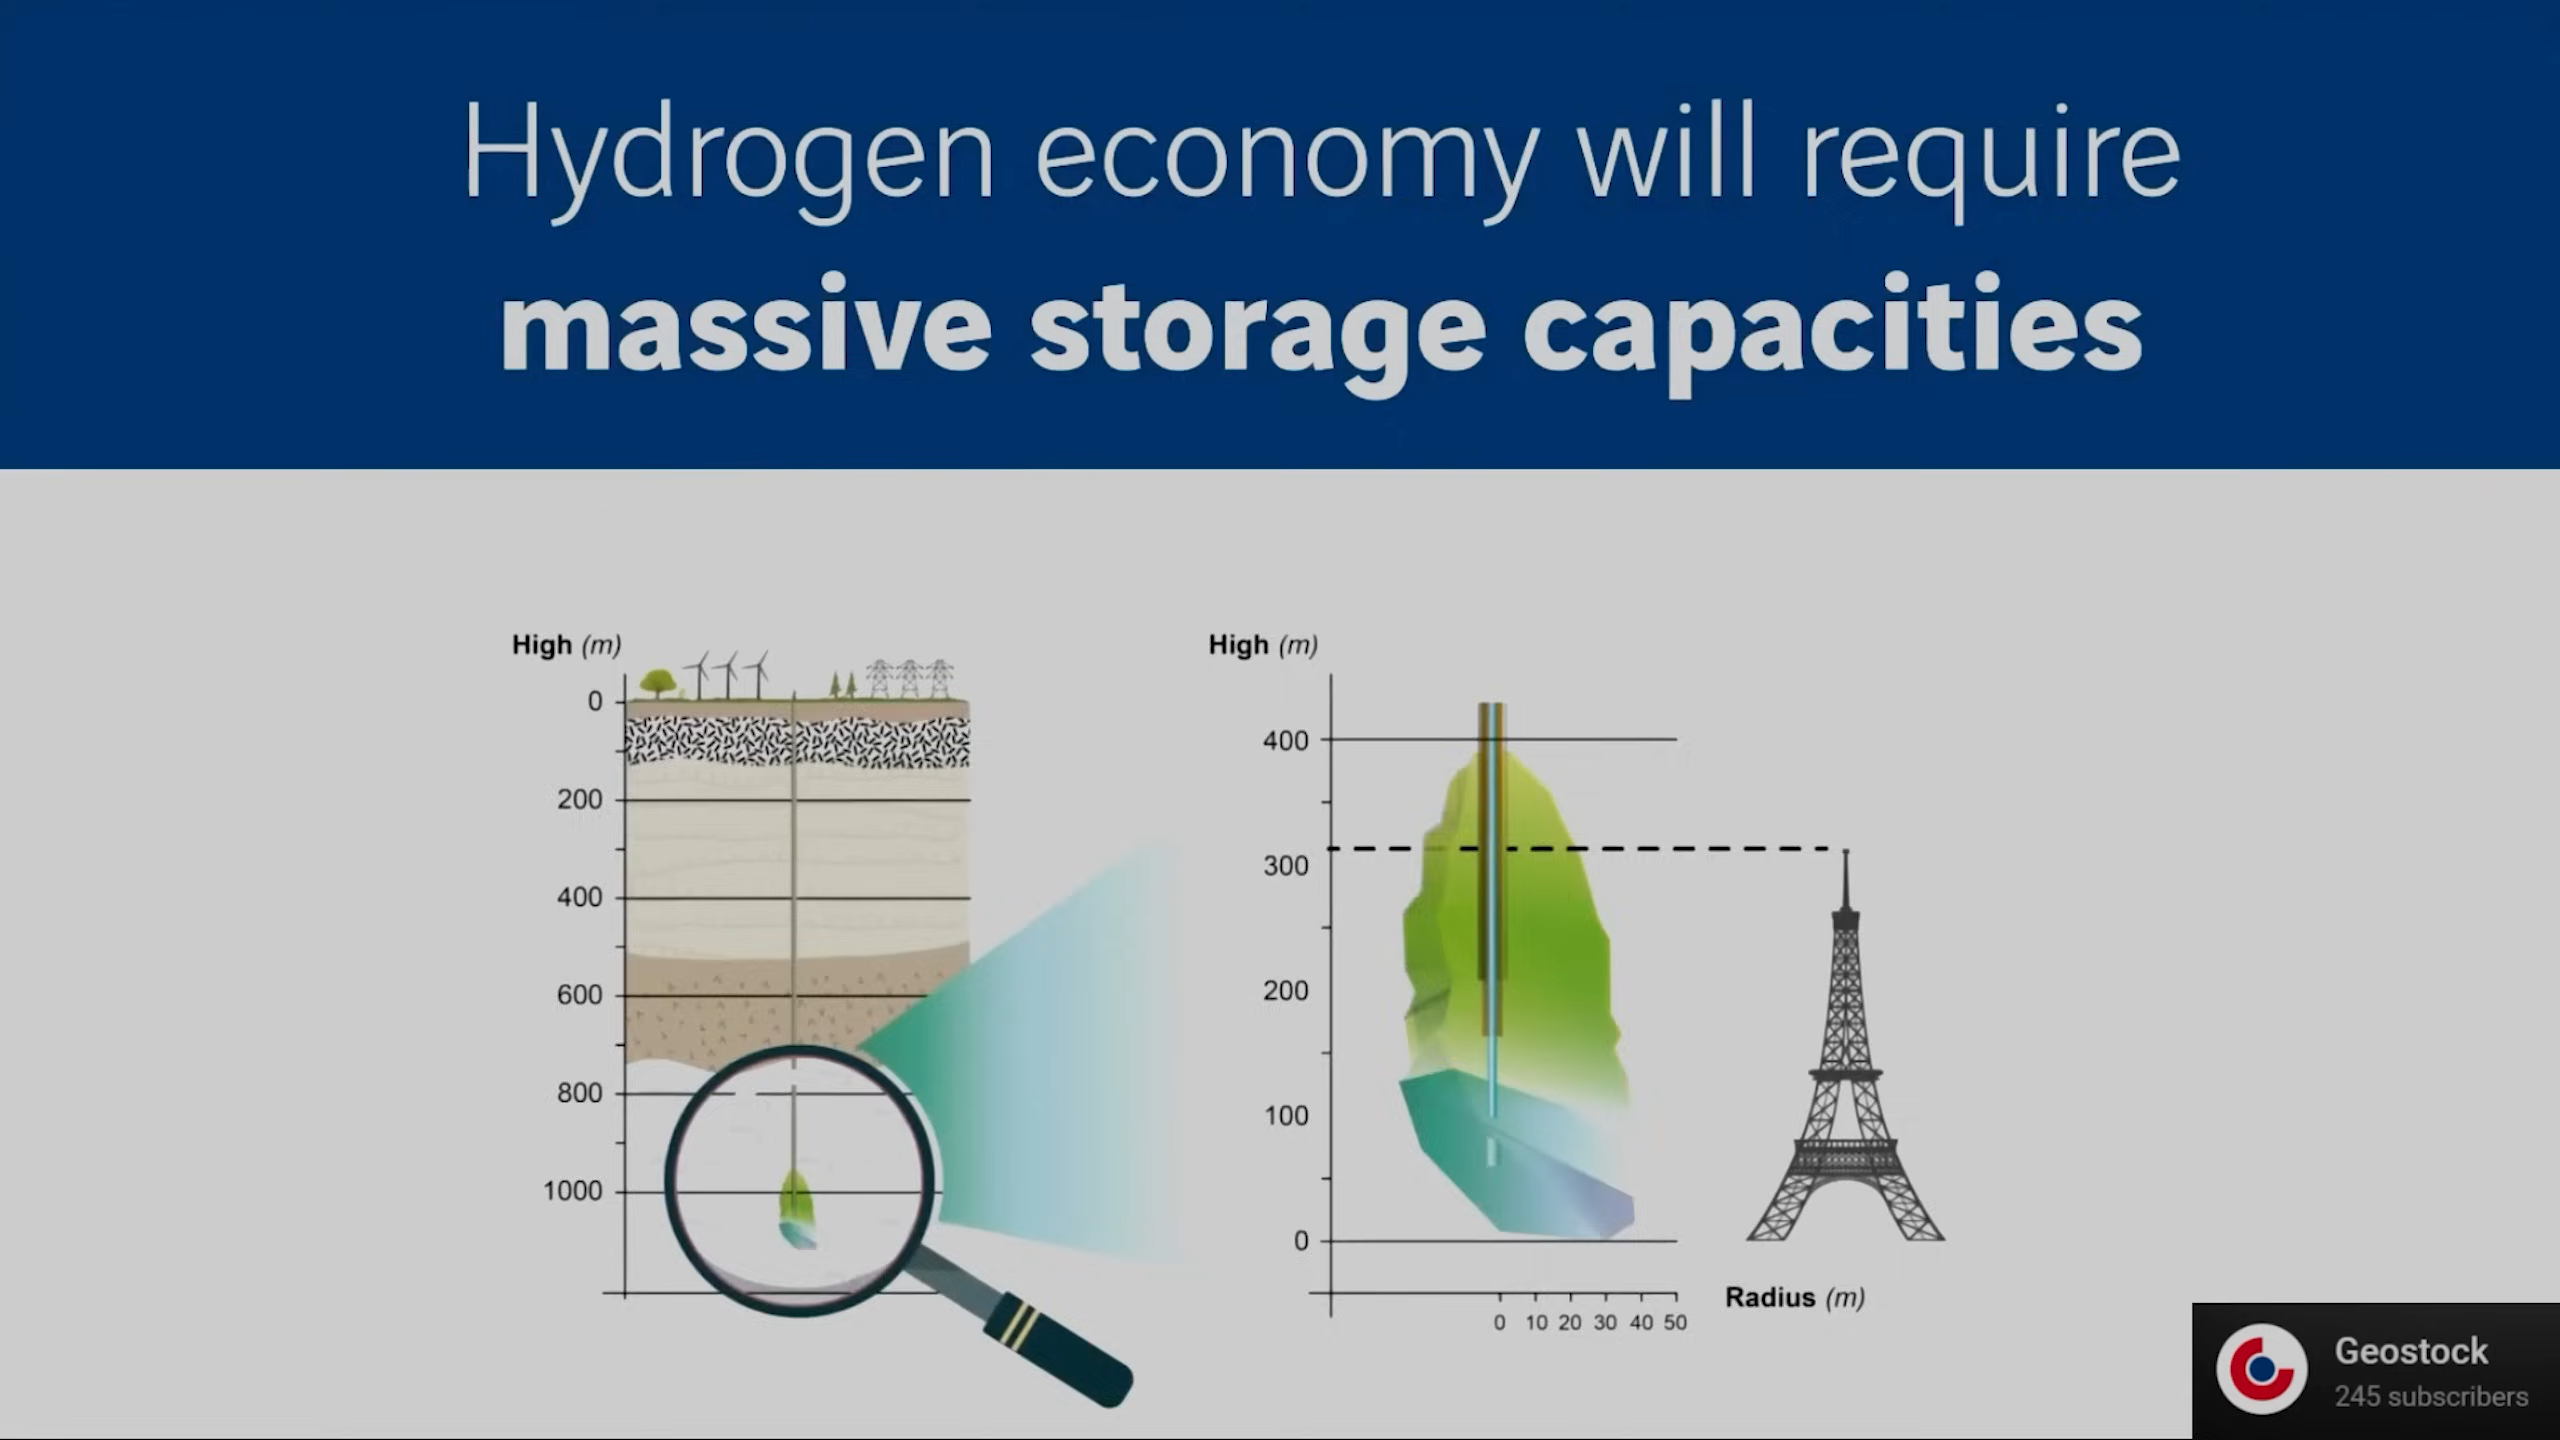 Hydrogen economy will require
massive storage capacities
High (m)
0
200
400
600
800
1000
High (m)
400
300
200
100
0
0 10 20 30 40 50
Radius (m)
Geostock
245 subscribers